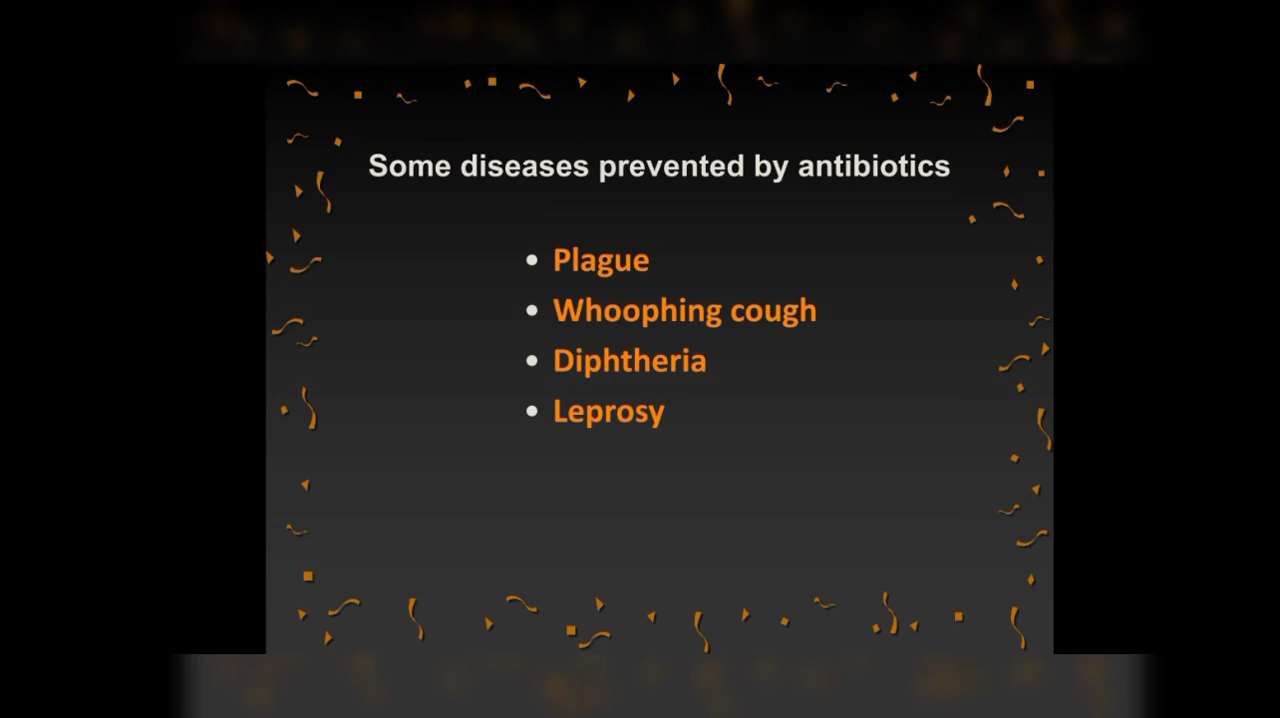 Some diseases prevented by antibiotics
• Plague
• Whoophing cough
• Diphtheria
• Leprosy